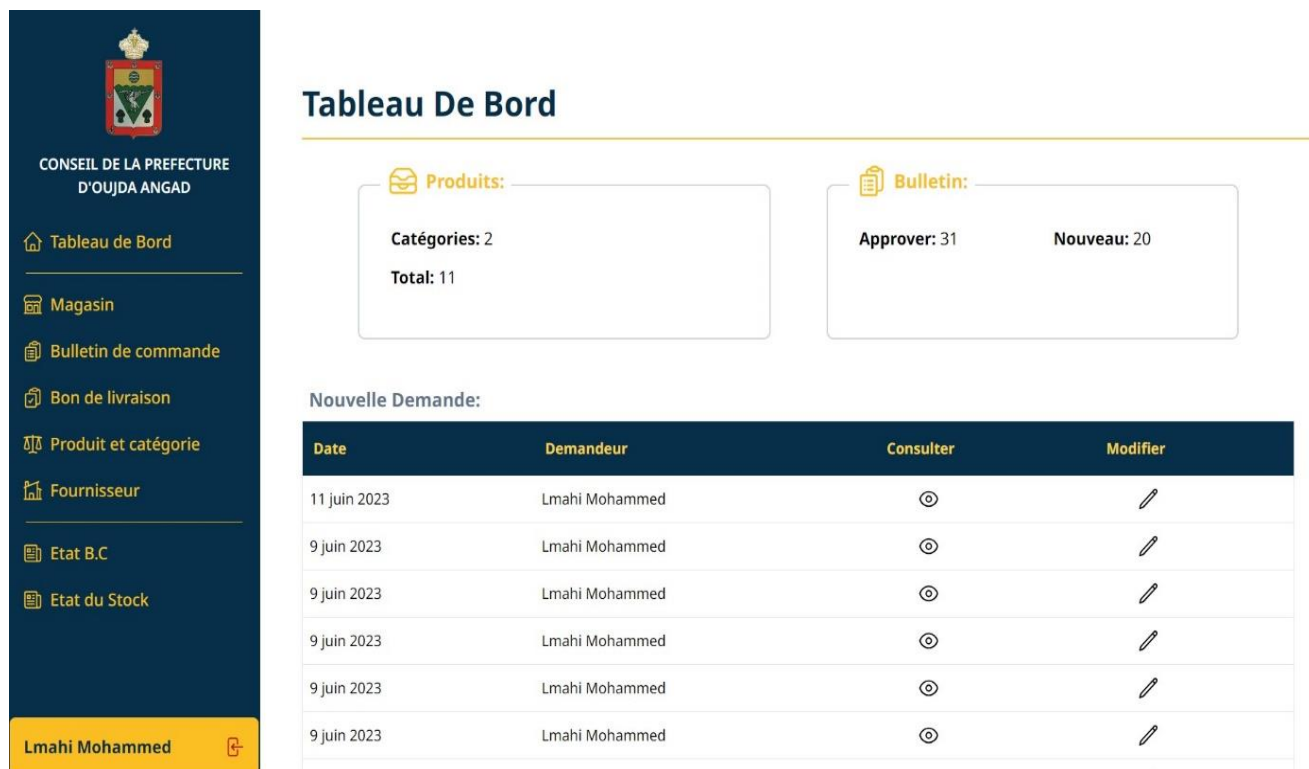 CONSEIL DE LA PREFECTURE
D'OUJDA ANGAD
Tableau de Bord
Magasin
Bulletin de commande
Bon de livraison
Produit et catégorie
Fournisseur
Etat B.C
Etat du Stock
Lmahi Mohammed
Tableau De Bord
Produits:
Catégories: 2
Total: 11
Bulletin:
Approver: 31 Nouveau: 20
Nouvelle Demande:
Date Demandeur Consulter Modifier
11 juin 2023 Lmahi Mohammed
9 juin 2023 Lmahi Mohammed
9 juin 2023 Lmahi Mohammed
9 juin 2023 Lmahi Mohammed
9 juin 2023 Lmahi Mohammed
9 juin 2023 Lmahi Mohammed